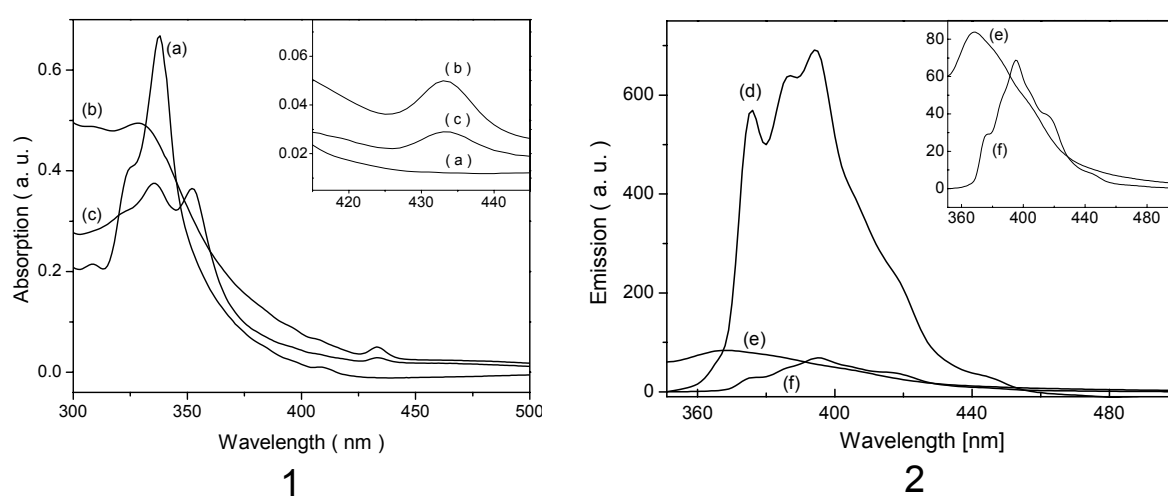 Absorption ( a. u. )
0.6
0.4
0.2
0.0
(a)
(b)
(c)
0.06
0.04
0.02
( b )
( c )
( a )
420
430
440
300
350
400
450
500
Wavelength ( nm )
1
Emission ( a. u. )
600
400
200
0
(d)
(e)
(f)
80
60
40
20
0
(e)
(f)
360
400
440
480
360
400
440
480
Wavelength [nm]
2